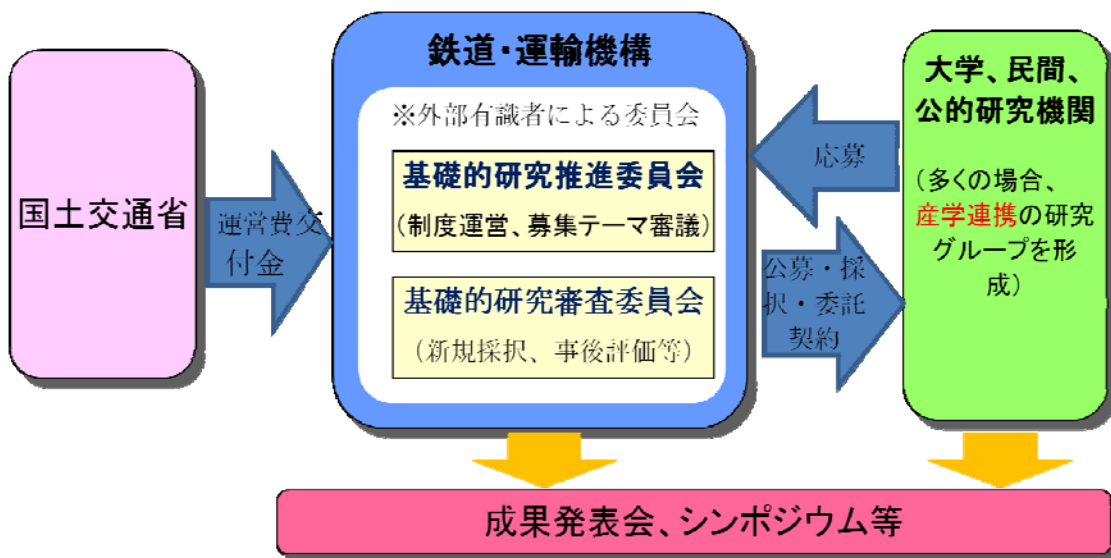 国土交通省
運営費交
付金
鉄道・運輸機構
※外部有識者による委員会
基礎的研究推進委員会
(制度運営、募集テーマ審議)
基礎的研究審査委員会
(新規採択、事後評価等)
応募
公募・採
択・委託
契約
大学、民間、
公的研究機関
(多くの場合、
産学連携の研究
グループを形
成)
成果発表会、シンポジウム等